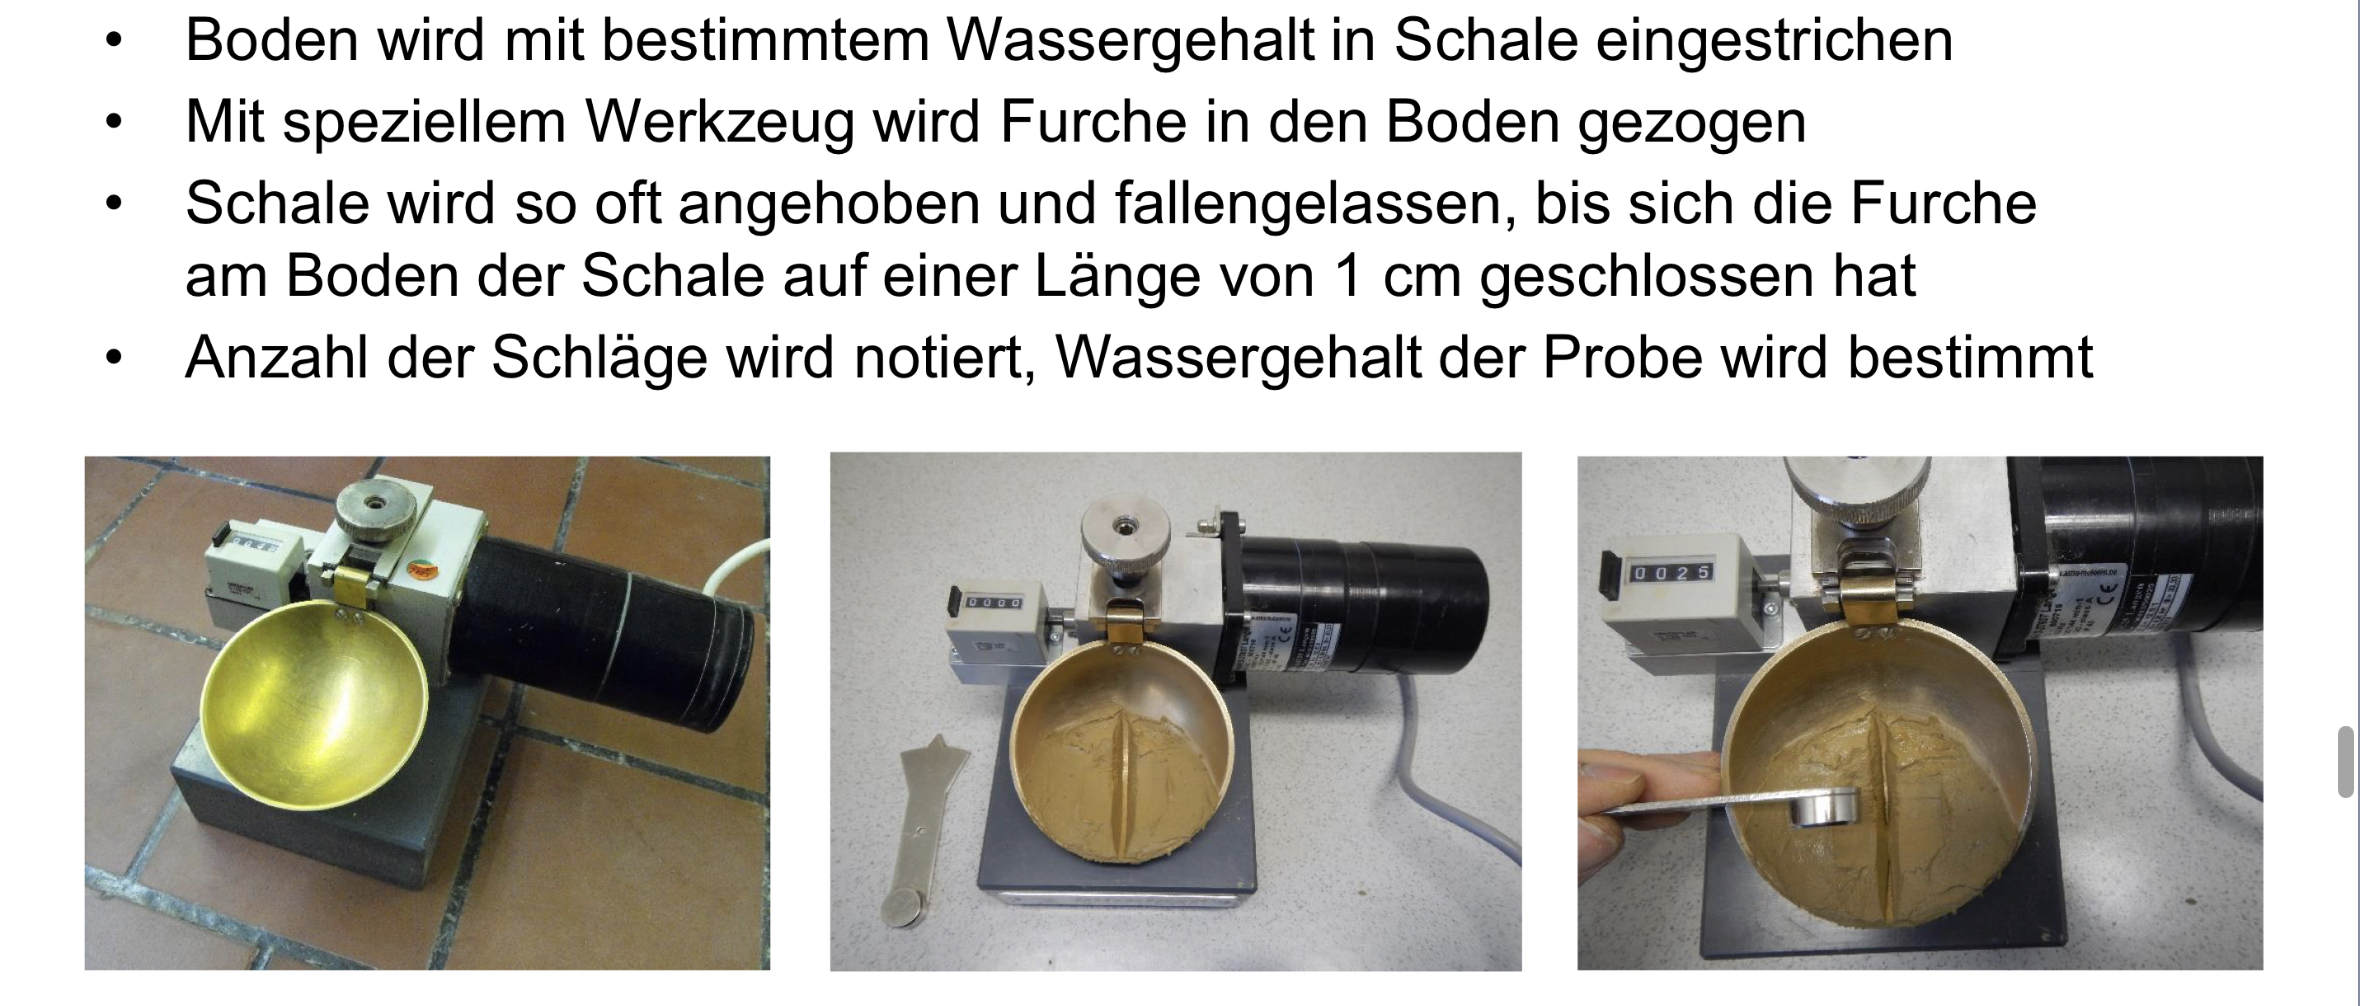 • Boden wird mit bestimmtem Wassergehalt in Schale eingestrichen
• Mit speziellem Werkzeug wird Furche in den Boden gezogen
• Schale wird so oft angehoben und fallengelassen, bis sich die Furche
am Boden der Schale auf einer Länge von 1 cm geschlossen hat
• Anzahl der Schläge wird notiert, Wassergehalt der Probe wird bestimmt
0000
CE
0025
CE